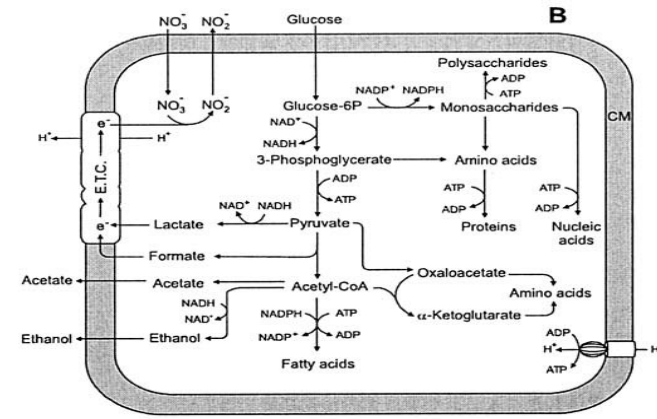 B
NO3- NO2- Glucose
Polysaccharides
ADP
ATP
NO3- NO2-
NADP+ NADPH
Glucose-6P Monosaccharides
CM
e-
NAD+
NADH
H+ H+
3-Phosphoglycerate Amino acids
E.T.C.
ADP
ATP
ATP
ADP
ATP
ADP
NAD+ NADH
e- Lactate Pyruvate Proteins Nucleic
acids
Formate
Oxaloacetate
Acetate Acetate Acetyl-CoA
Amino acids
NADH
NAD+
NADPH ATP
α-Ketoglutarate
Ethanol Ethanol
NADP+ ADP
ADP
H+ H
ATP
Fatty acids